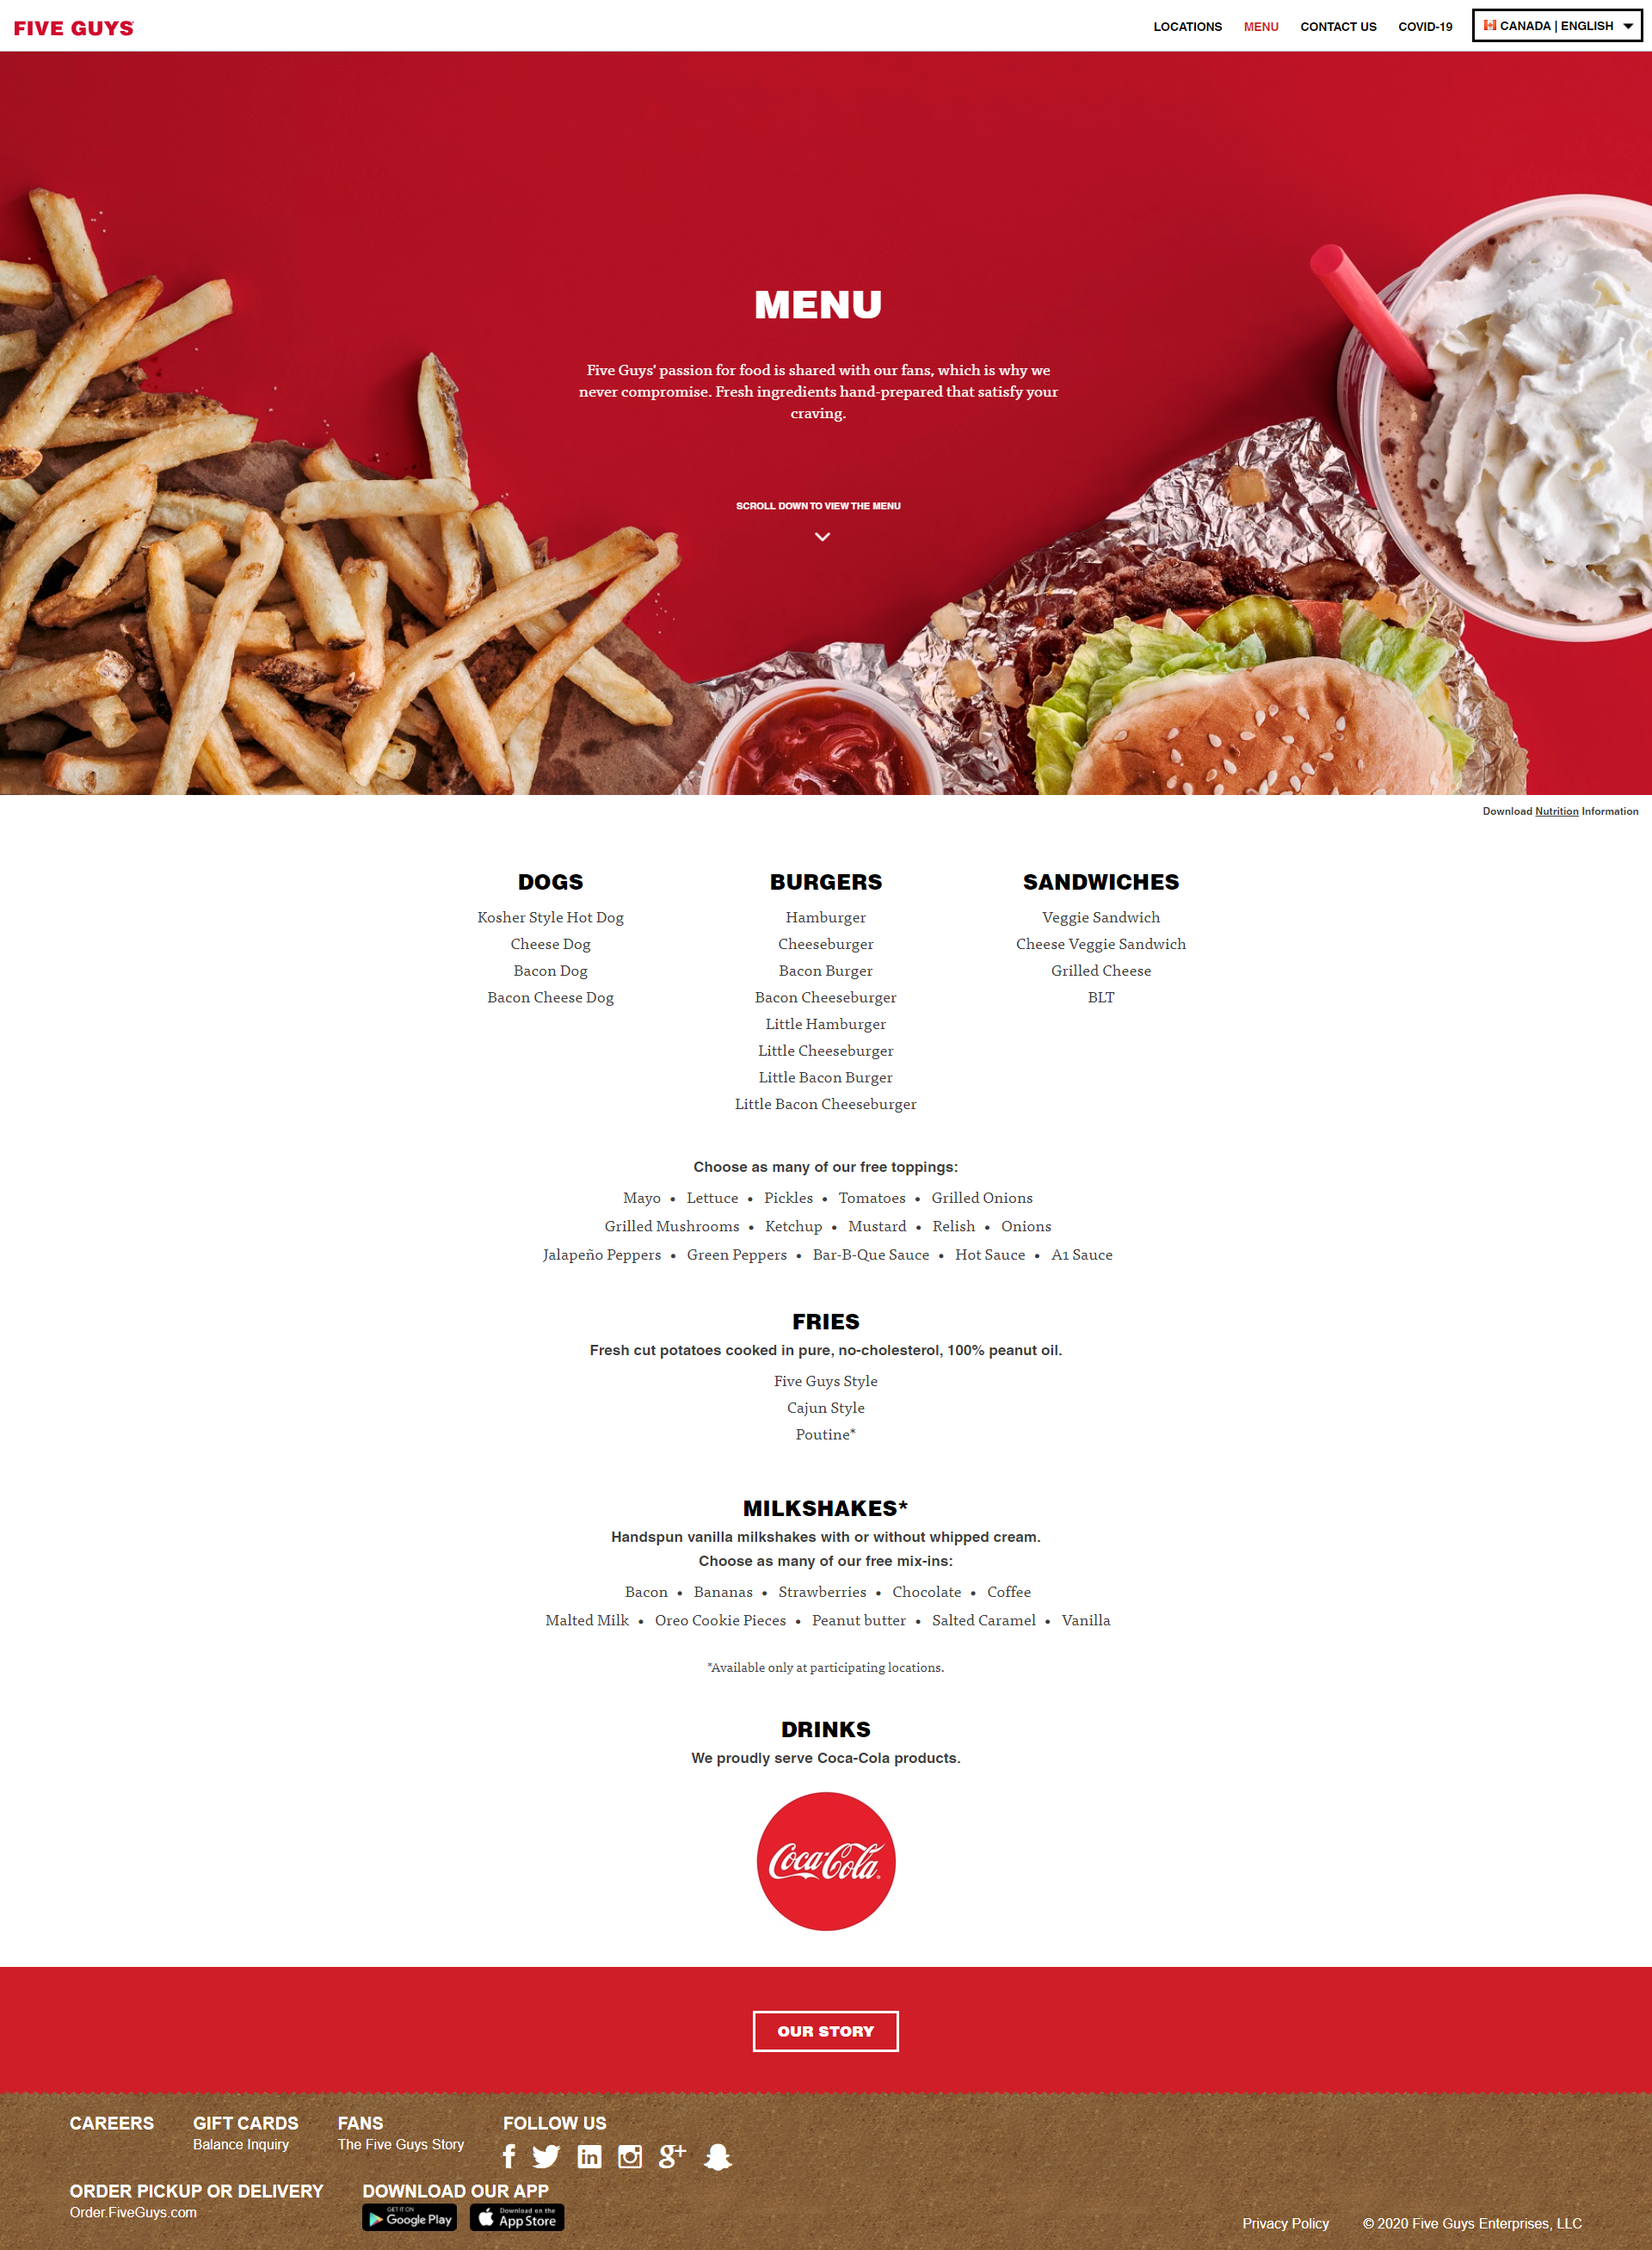 FIVE GUYS
LOCATIONS
MENU
CONTACT US
COVID-19
CANADA | ENGLISH
MENU
Five Guys' passion for food is shared with our fans, which is why we
never compromise. Fresh ingredients hand-prepared that satisfy your
craving.
SCROLL DOWN TO VIEW THE MENU
Download Nutrition Information
DOGS
Kosher Style Hot Dog
Cheese Dog
Bacon Dog
Bacon Cheese Dog
BURGERS
Hamburger
Cheeseburger
Bacon Burger
Bacon Cheeseburger
Little Hamburger
Little Cheeseburger
Little Bacon Burger
Little Bacon Cheeseburger
SANDWICHES
Veggie Sandwich
Cheese Veggie Sandwich
Grilled Cheese
BLT
Choose as many of our free toppings:
Mayo • Lettuce • Pickles • Tomatoes • Grilled Onions
Grilled Mushrooms • Ketchup • Mustard • Relish • Onions
Jalapeño Peppers • Green Peppers • Bar-B-Que Sauce • Hot Sauce • A1 Sauce
FRIES
Fresh cut potatoes cooked in pure, no-cholesterol, 100% peanut oil.
Five Guys Style
Cajun Style
Poutine*
MILKSHAKES*
Handspun vanilla milkshakes with or without whipped cream.
Choose as many of our free mix-ins:
Bacon • Bananas • Strawberries • Chocolate • Coffee
Malted Milk • Oreo Cookie Pieces • Peanut butter • Salted Caramel • Vanilla
*Available only at participating locations.
DRINKS
We proudly serve Coca-Cola products.
Coca-Cola
OUR STORY
CAREERS
GIFT CARDS
Balance Inquiry
FANS
The Five Guys Story
FOLLOW US
ORDER PICKUP OR DELIVERY
Order.FiveGuys.com
DOWNLOAD OUR APP
GET IT ON
Google Play
Download on the
App Store
Privacy Policy
© 2020 Five Guys Enterprises, LLC